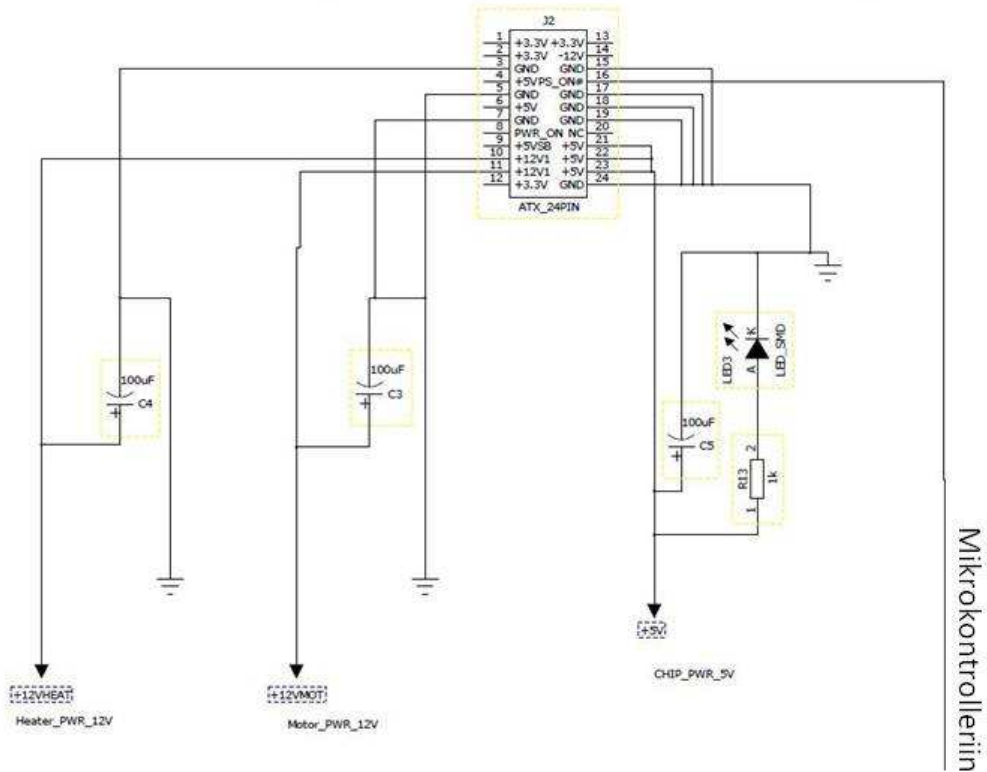 J2
1 +3.3V +3.3V 13
2 +3.3V -12V 14
3 GND GND 15
4 +5V PS_ON# 16
5 GND GND 17
6 +5V GND 18
7 GND GND 19
8 PWR_ON NC 20
9 +5VSB +5V 21
10 +12V1 +5V 22
11 +12V1 +5V 23
12 +3.3V GND 24
ATX_24PIN
100uF
+ C4
100uF
+ C3
100uF
+ C5
LED3
A K
LED_SMD
R13
1 2
1k
+5V
CHIP_PWR_5V
+12VHEAT
Heater_PWR_12V
+12VMOT
Motor_PWR_12V
Mikrokontrolleriin